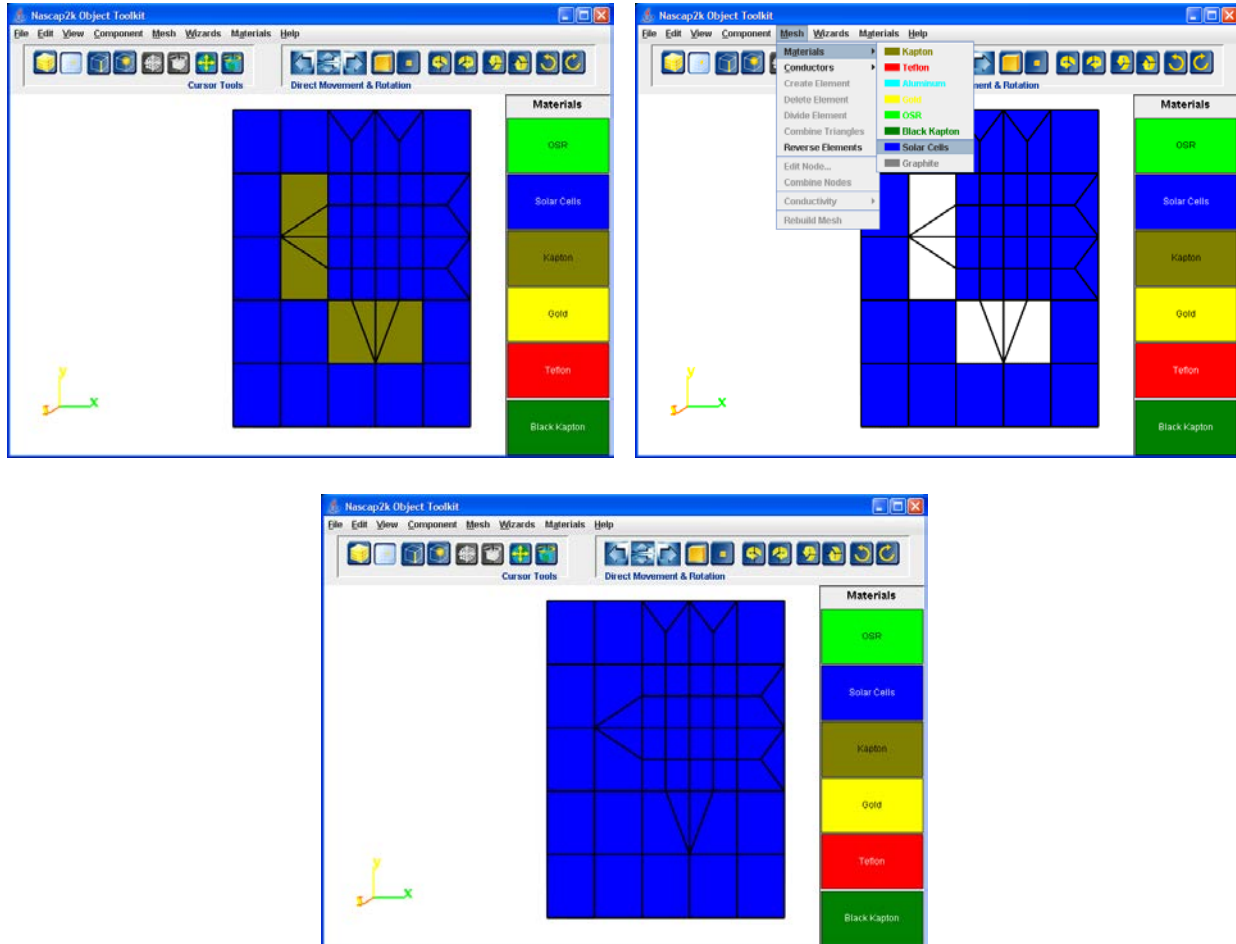 Nascap2k Object Toolkit
File Edit View Component Mesh Wizards Materials Help
Cursor Tools
Direct Movement & Rotation
Materials
OSR
Solar Cells
Kapton
Gold
Teflon
Black Kapton
y
x
z
Nascap2k Object Toolkit
File Edit View Component Mesh Wizards Materials Help
Materials
Conductors
Create Element
Delete Element
Divide Element
Combine Triangles
Reverse Elements
Edit Node...
Combine Nodes
Conductivity
Rebuild Mesh
Kapton
Teflon
Aluminum
Gold
OSR
Black Kapton
Solar Cells
Graphite
ment & Rotation
Materials
OSR
Solar Cells
Kapton
Gold
Teflon
Black Kapton
y
x
z
Nascap2k Object Toolkit
File Edit View Component Mesh Wizards Materials Help
Cursor Tools
Direct Movement & Rotation
Materials
OSR
Solar Cells
Kapton
Gold
Teflon
Black Kapton
y
x
z